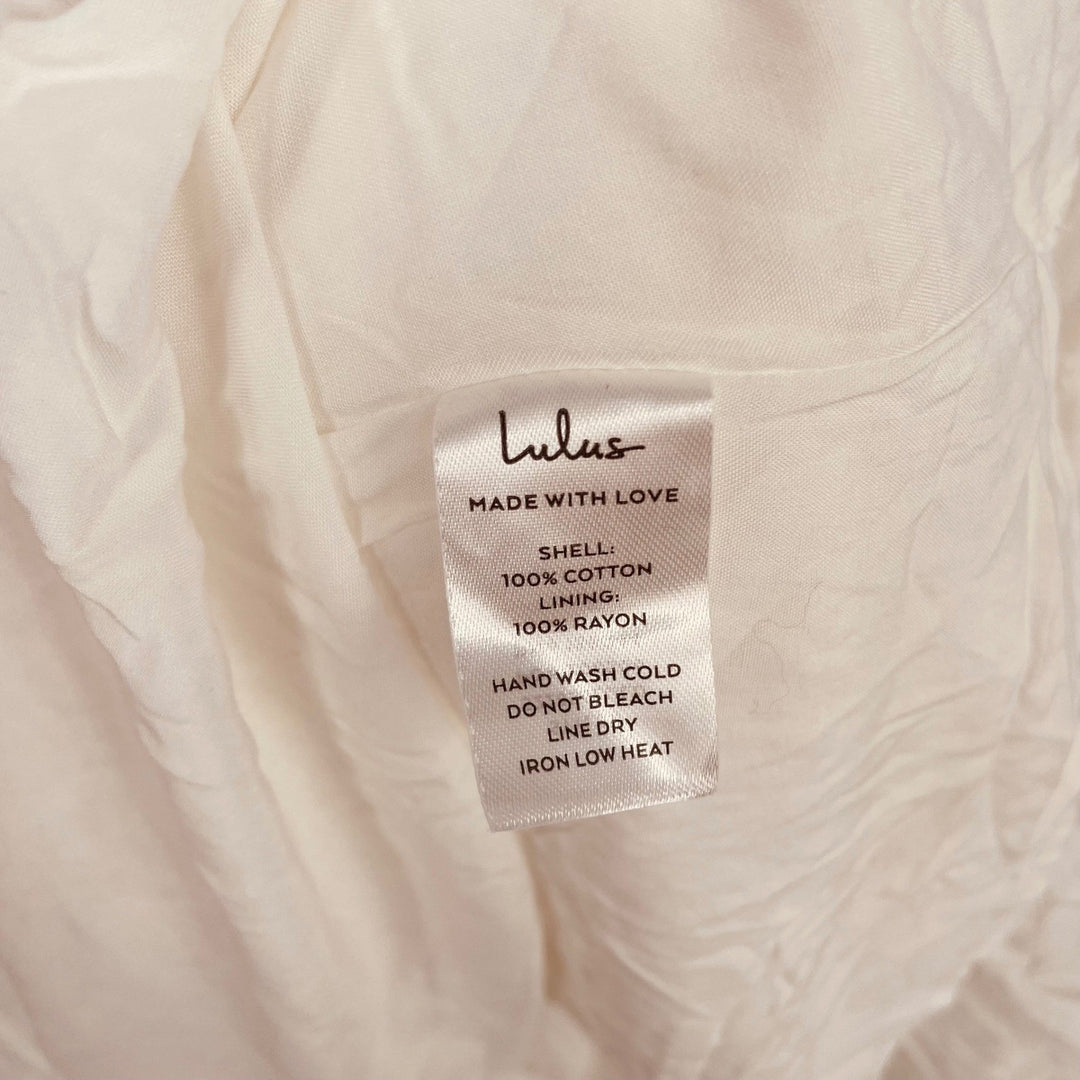 Lulus
MADE WITH LOVE
SHELL:
100% COTTON
LINING:
100% RAYON
HAND WASH COLD
DO NOT BLEACH
LINE DRY
IRON LOW HEAT